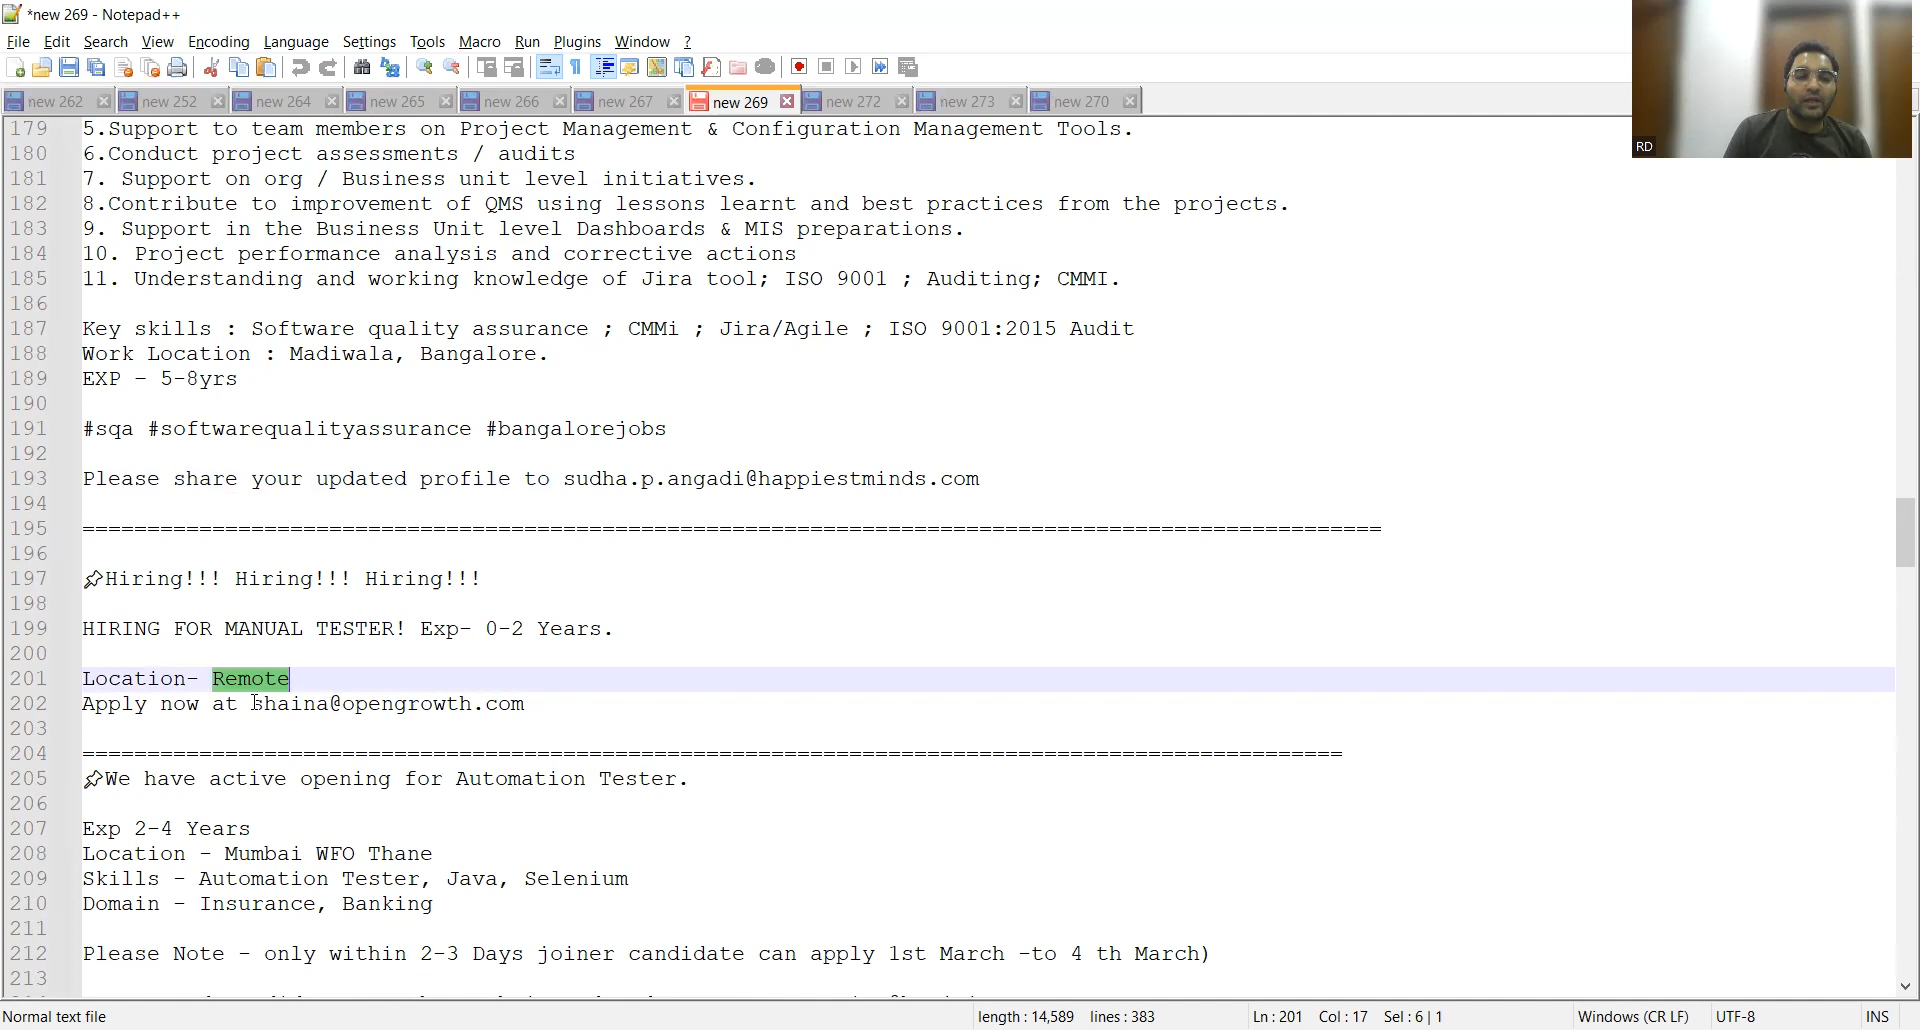 *new 269 - Notepad++
File Edit Search View Encoding Language Settings Tools Macro Run Plugins Window ?
new 262 new 252 new 264 new 265 new 266 new 267 new 269 new 272 new 273 new 270
RD
179 5.Support to team members on Project Management & Configuration Management Tools.
180 6.Conduct project assessments / audits
181 7. Support on org / Business unit level initiatives.
182 8.Contribute to improvement of QMS using lessons learnt and best practices from the projects.
183 9. Support in the Business Unit level Dashboards & MIS preparations.
184 10. Project performance analysis and corrective actions
185 11. Understanding and working knowledge of Jira tool; ISO 9001 ; Auditing; CMMI.
186
187 Key skills : Software quality assurance ; CMMi ; Jira/Agile ; ISO 9001:2015 Audit
188 Work Location : Madiwala, Bangalore.
189 EXP - 5-8yrs
190
191 #sqa #softwarequalityassurance #bangalorejobs
192
193 Please share your updated profile to sudha.p.angadi@happiestminds.com
194
195 ====================================================================================================
196
197 📌Hiring!!! Hiring!!! Hiring!!!
198
199 HIRING FOR MANUAL TESTER! Exp- 0-2 Years.
200
201 Location- Remote
202 Apply now at shaina@opengrowth.com
203
204 =================================================================================================
205 📌We have active opening for Automation Tester.
206
207 Exp 2-4 Years
208 Location - Mumbai WFO Thane
209 Skills - Automation Tester, Java, Selenium
210 Domain - Insurance, Banking
211
212 Please Note - only within 2-3 Days joiner candidate can apply 1st March -to 4 th March)
213
Normal text file length : 14,589 lines : 383 Ln : 201 Col : 17 Sel : 6 | 1 Windows (CR LF) UTF-8 INS